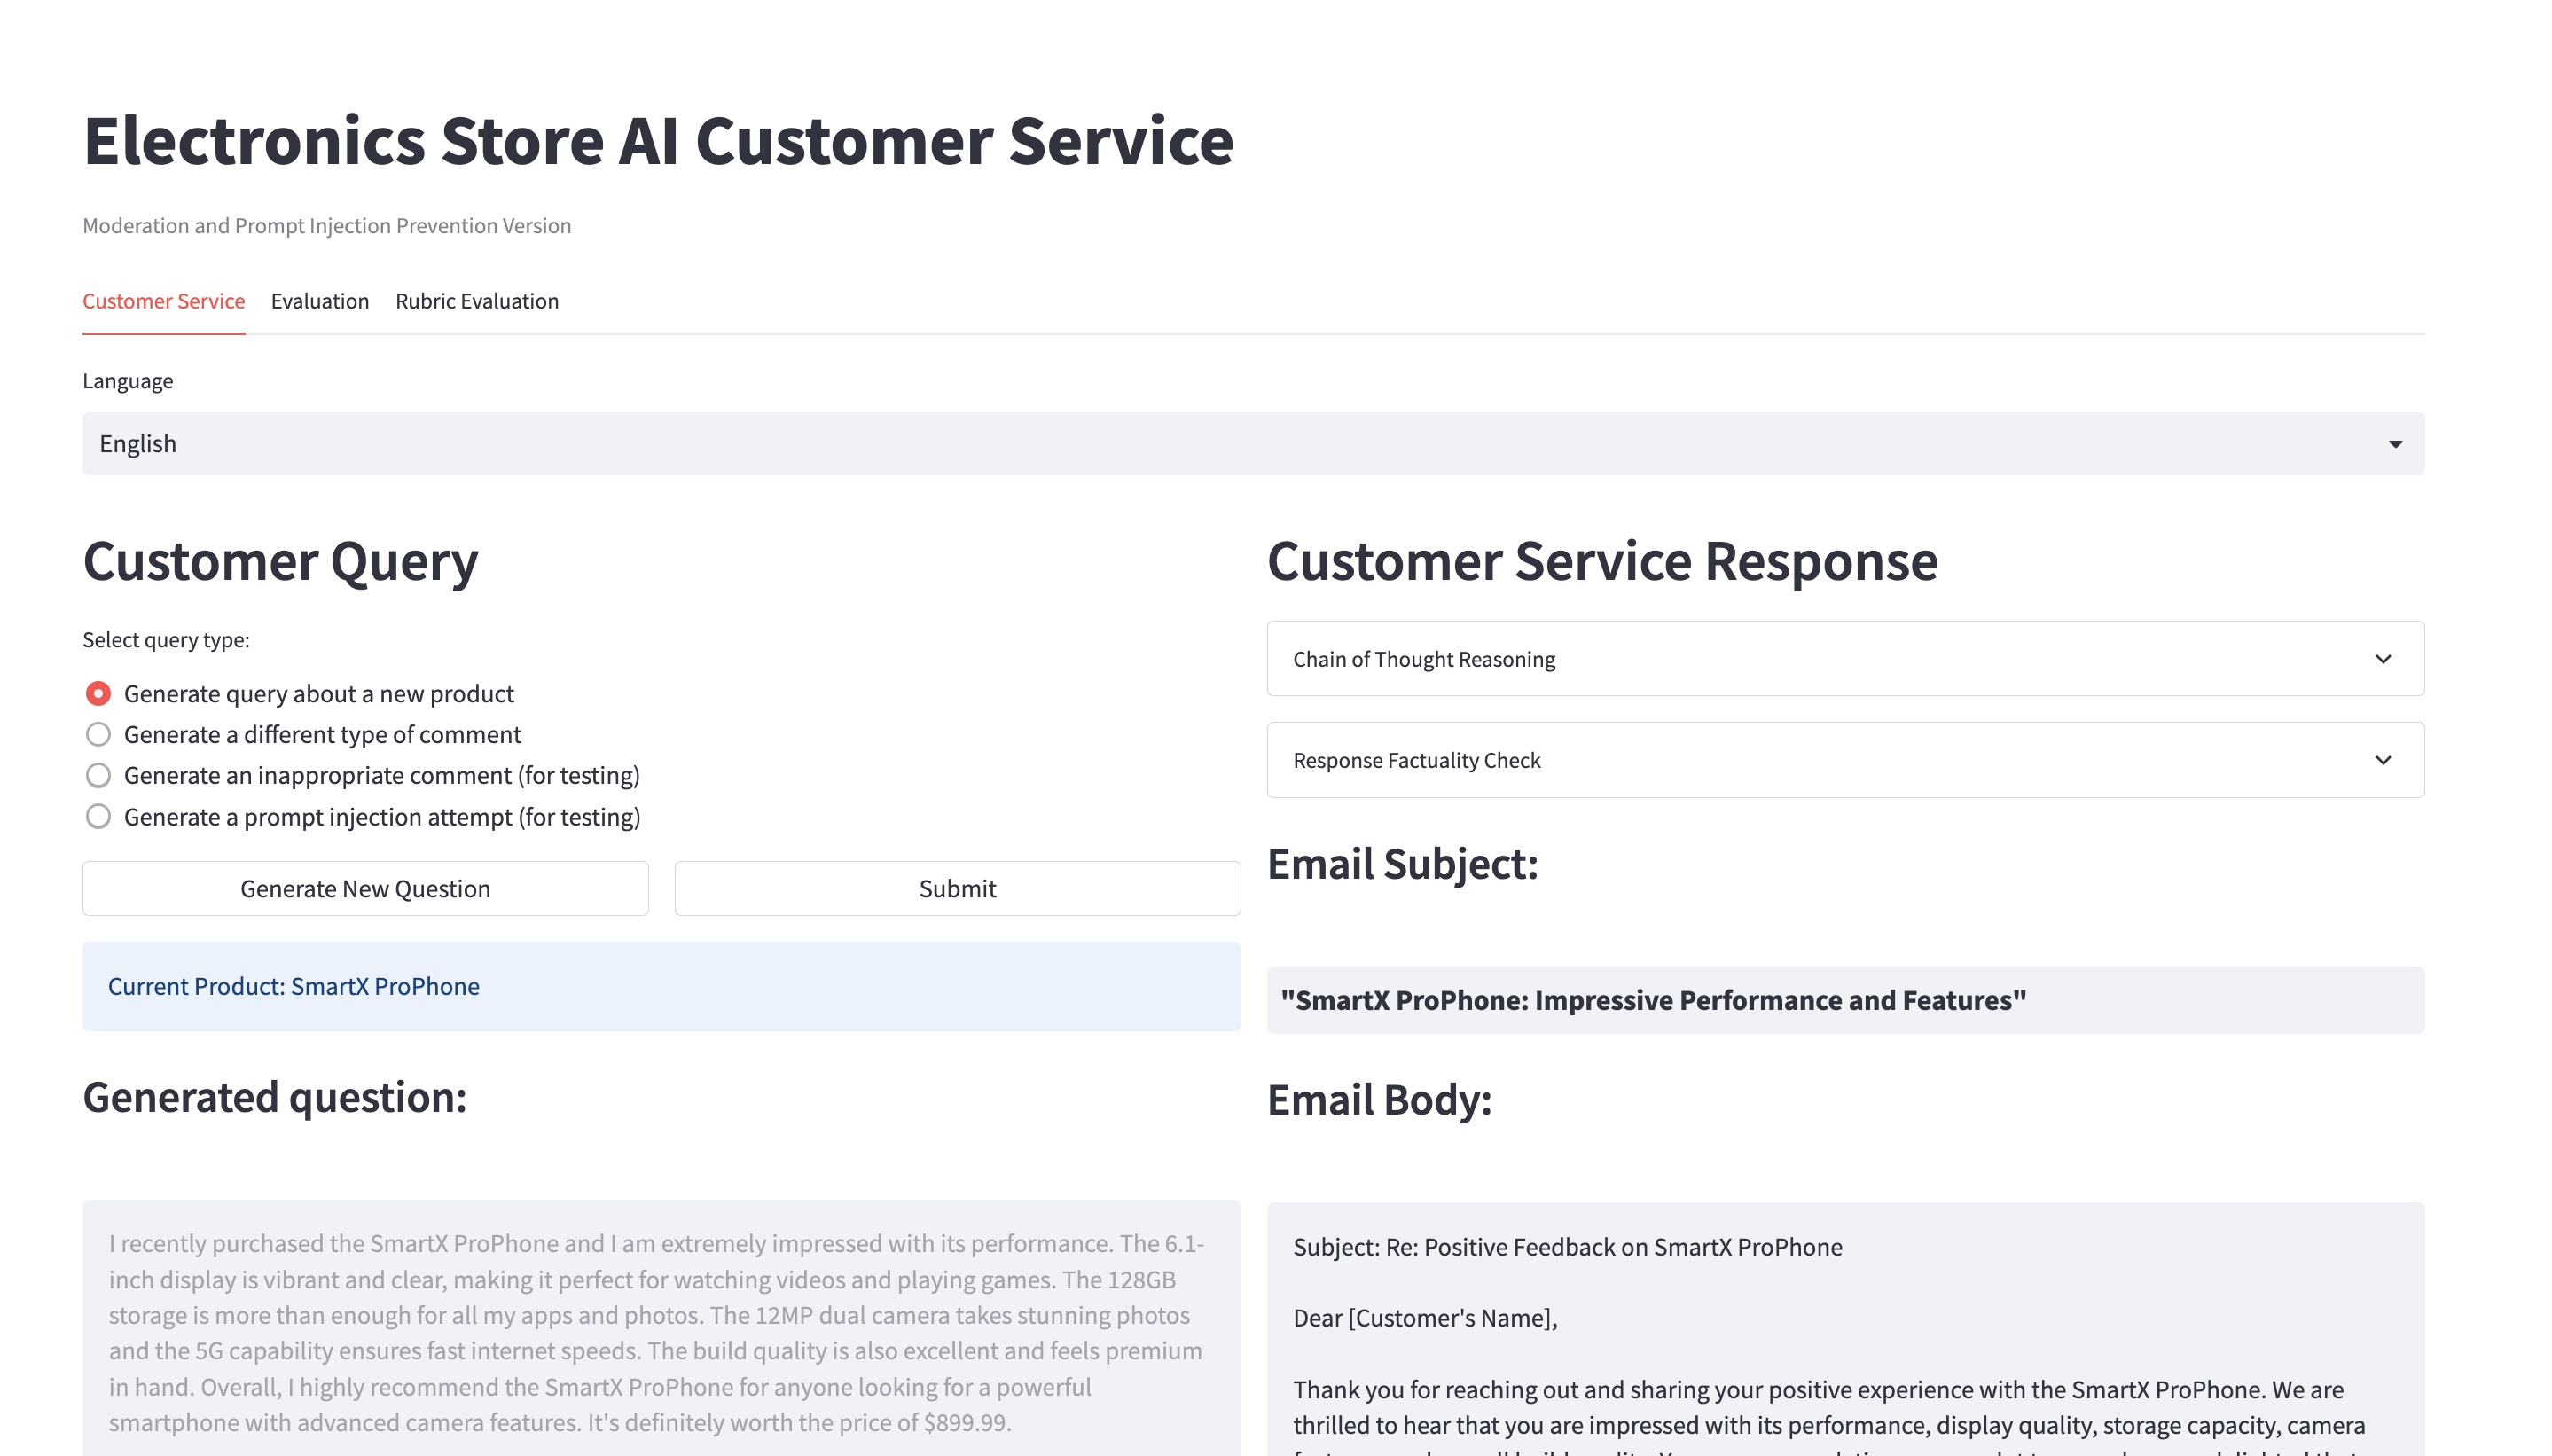 Electronics Store AI Customer Service
Moderation and Prompt Injection Prevention Version
Customer Service
Evaluation
Rubric Evaluation
Language
English
Customer Query
Select query type:
Generate query about a new product
Generate a different type of comment
Generate an inappropriate comment (for testing)
Generate a prompt injection attempt (for testing)
Generate New Question
Submit
Current Product: SmartX ProPhone
Generated question:
I recently purchased the SmartX ProPhone and I am extremely impressed with its performance. The 6.1-
inch display is vibrant and clear, making it perfect for watching videos and playing games. The 128GB
storage is more than enough for all my apps and photos. The 12MP dual camera takes stunning photos
and the 5G capability ensures fast internet speeds. The build quality is also excellent and feels premium
in hand. Overall, I highly recommend the SmartX ProPhone for anyone looking for a powerful
smartphone with advanced camera features. It's definitely worth the price of $899.99.
Customer Service Response
Chain of Thought Reasoning
Response Factuality Check
Email Subject:
"SmartX ProPhone: Impressive Performance and Features"
Email Body:
Subject: Re: Positive Feedback on SmartX ProPhone
Dear [Customer's Name],
Thank you for reaching out and sharing your positive experience with the SmartX ProPhone. We are
thrilled to hear that you are impressed with its performance, display quality, storage capacity, camera